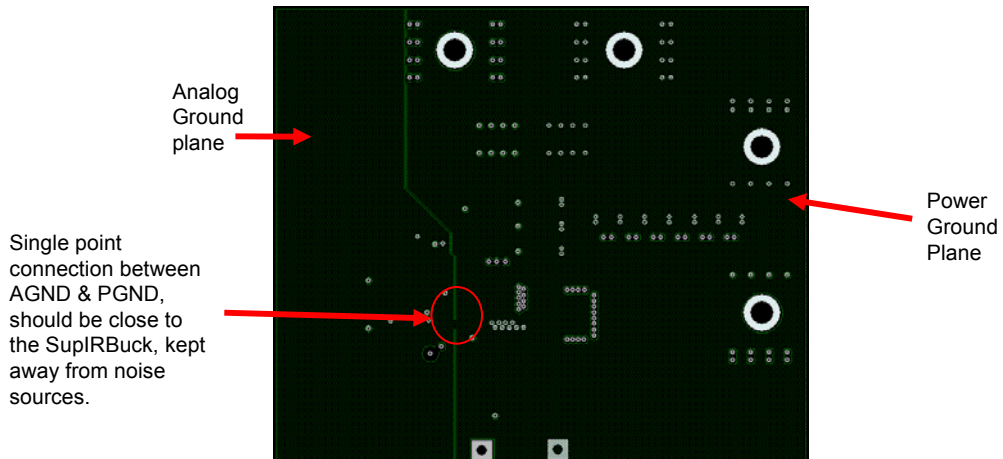 Analog
Ground
plane
Single point
connection between
AGND & PGND,
should be close to
the SupIRBuck, kept
away from noise
sources.
Power
Ground
Plane